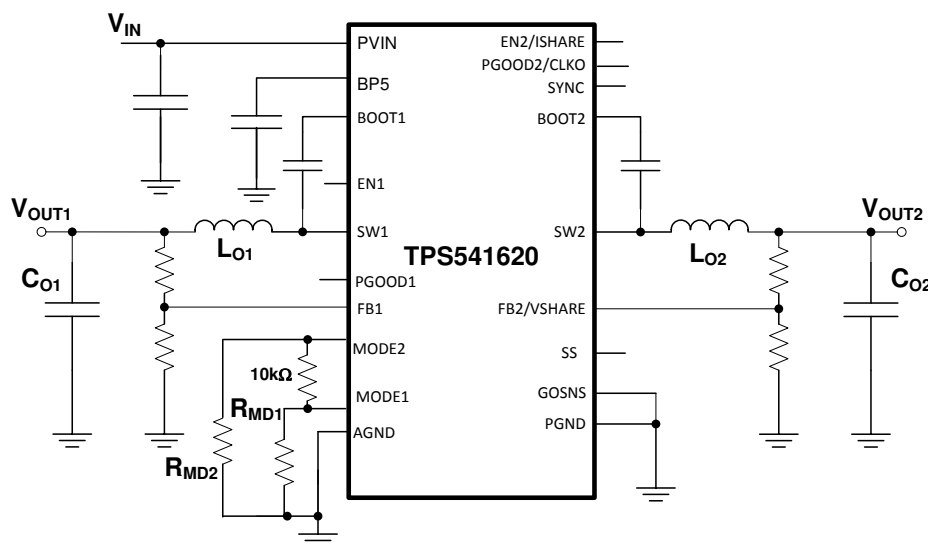 VIN
PVIN
EN2/ISHARE
PGOOD2/CLKO
BP5
SYNC
BOOT1
BOOT2
EN1
VOUT1
VOUT2
SW1
SW2
LO1
TPS541620
LO2
CO1
CO2
PGOOD1
FB1
FB2/VSHARE
MODE2
SS
10kΩ
MODE1
GOSNS
RMD1
AGND
PGND
RMD2